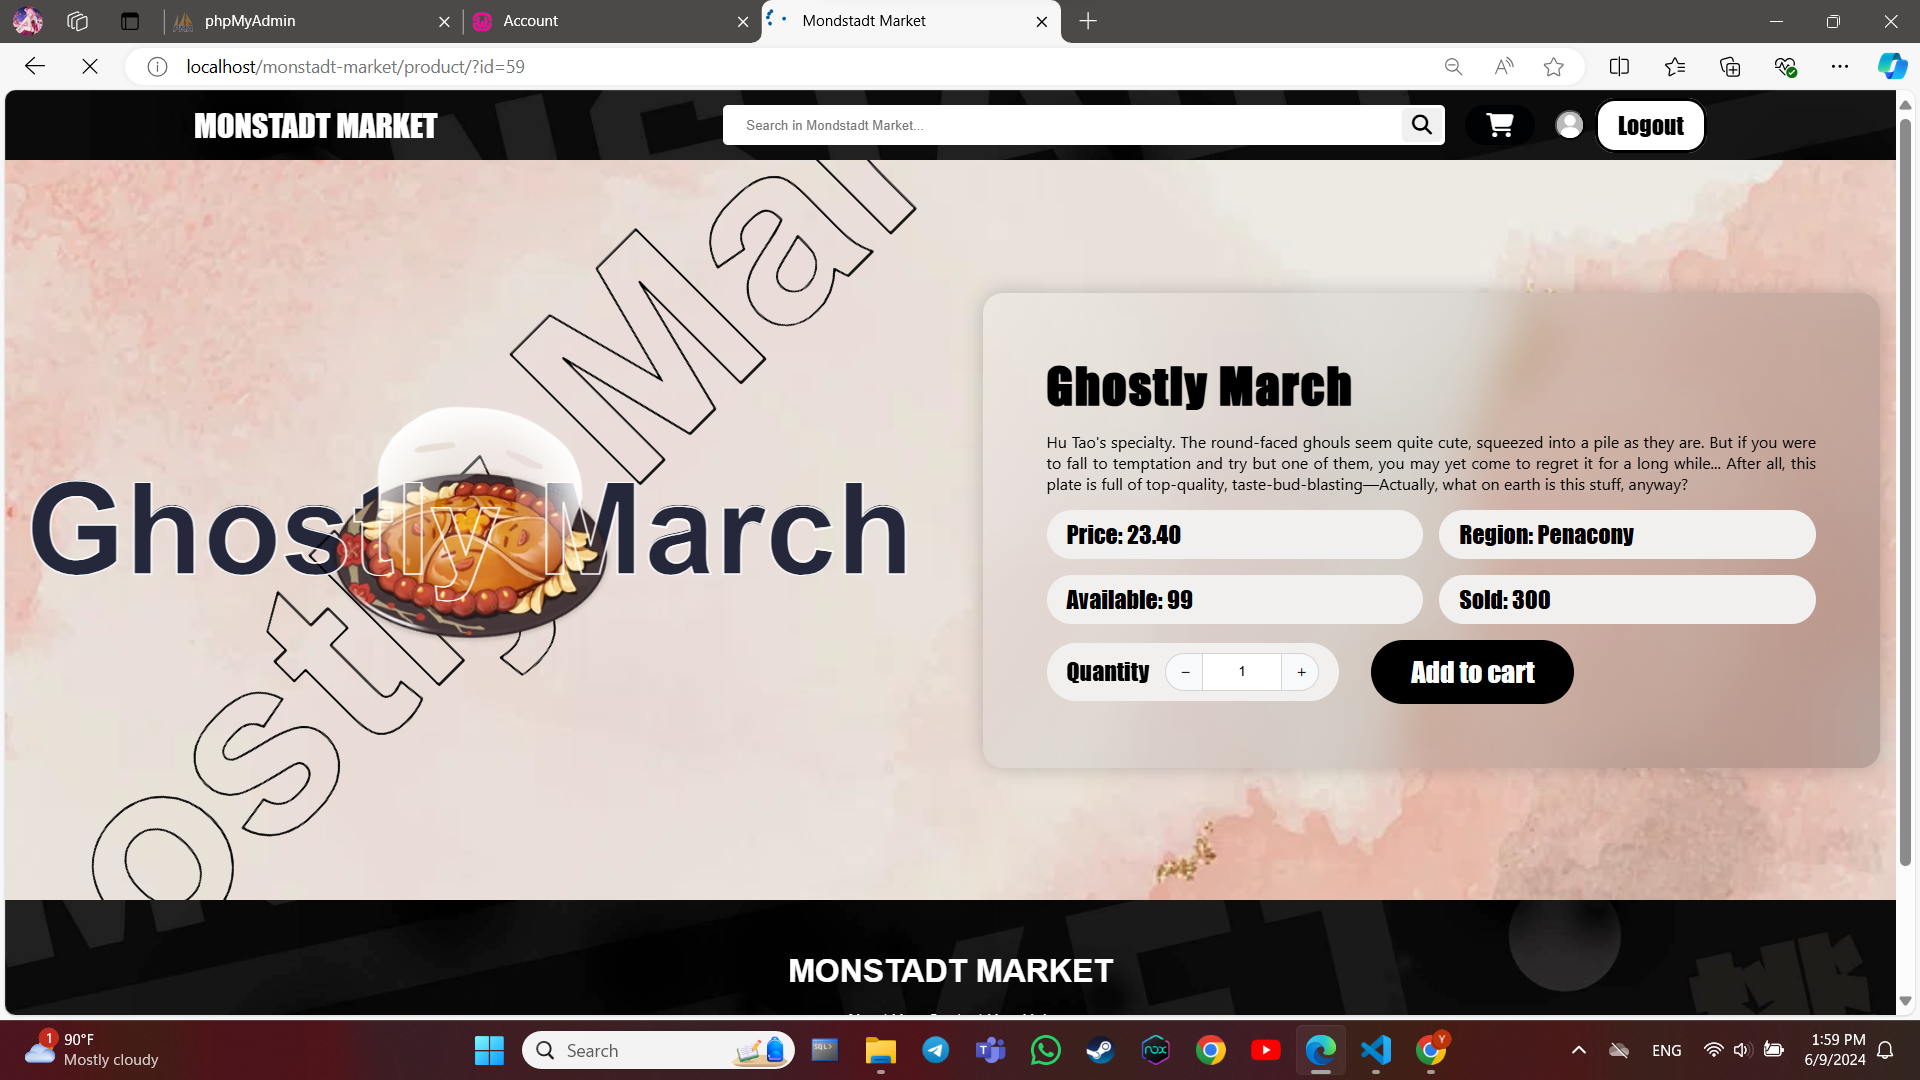 phpMyAdmin
Account
Mondstadt Market
localhost/monstadt-market/product/?id=59
MONSTADT MARKET
Search in Mondstadt Market...
Logout
Ghostly March
Ghostly March
Hu Tao's specialty. The round-faced ghouls seem quite cute, squeezed into a pile as they are. But if you were
to fall to temptation and try but one of them, you may yet come to regret it for a long while... After all, this
plate is full of top-quality, taste-bud-blasting—Actually, what on earth is this stuff, anyway?
Price: 23.40
Region: Penacony
Available: 99
Sold: 300
Quantity
− 1 +
Add to cart
ostly Mar
MONSTADT MARKET
1
90°F
Mostly cloudy
Search
SQL>
nox
Y
ENG
1:59 PM
6/9/2024